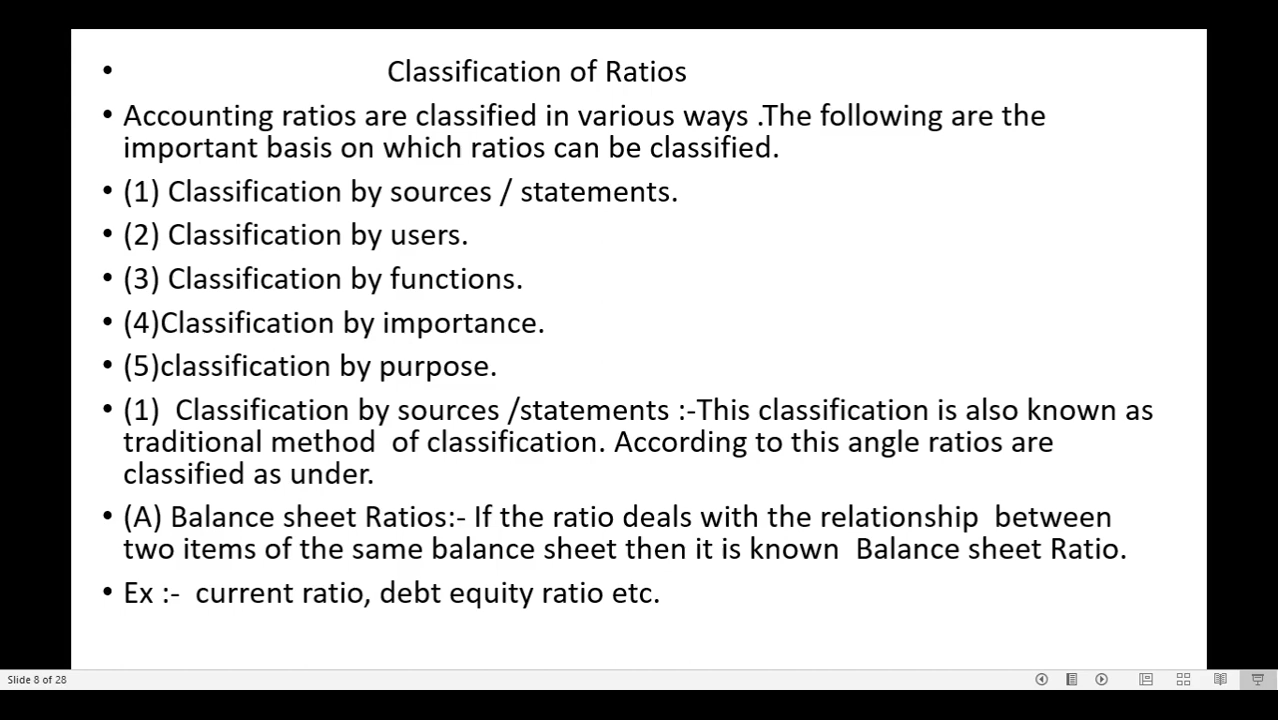 • Classification of Ratios
• Accounting ratios are classified in various ways .The following are the
important basis on which ratios can be classified.
• (1) Classification by sources / statements.
• (2) Classification by users.
• (3) Classification by functions.
• (4)Classification by importance.
• (5)classification by purpose.
• (1)  Classification by sources /statements :-This classification is also known as
traditional method  of classification. According to this angle ratios are
classified as under.
• (A) Balance sheet Ratios:- If the ratio deals with the relationship  between
two items of the same balance sheet then it is known  Balance sheet Ratio.
• Ex :-  current ratio, debt equity ratio etc.
Slide 8 of 28